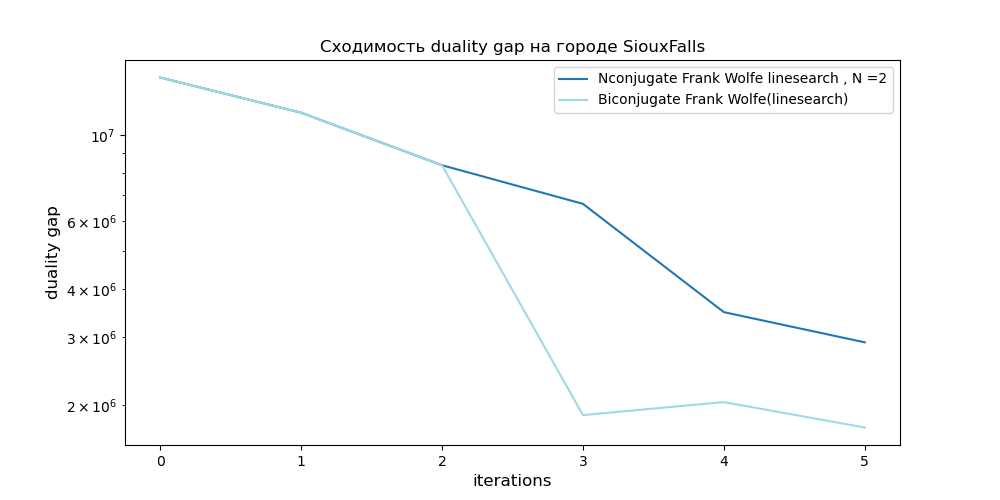 Сходимость duality gap на городе SiouxFalls
Nconjugate Frank Wolfe linesearch , N =2
Biconjugate Frank Wolfe(linesearch)
duality gap
10⁷
6 × 10⁶
4 × 10⁶
3 × 10⁶
2 × 10⁶
0 1 2 3 4 5
iterations